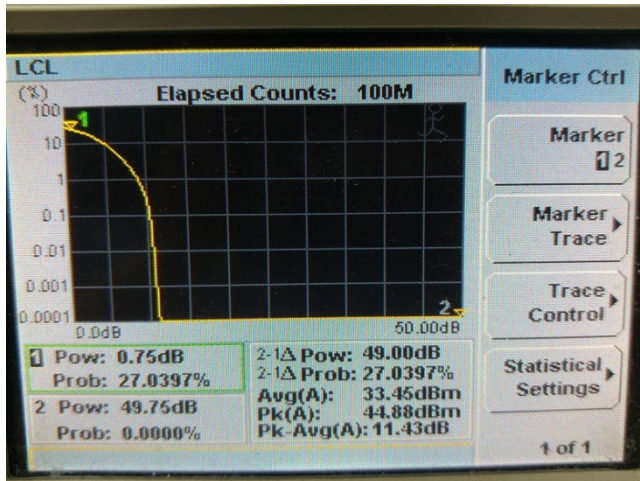 LCL
Marker Ctrl
(%)
Elapsed Counts: 100M
100
10
1
0.1
0.01
0.001
0.0001
1
2
0.0dB
50.00dB
Marker
1 2
Marker
Trace
Trace
Control
Statistical
Settings
1 of 1
1 Pow: 0.75dB
Prob: 27.0397%
2 Pow: 49.75dB
Prob: 0.0000%
2-1Δ Pow: 49.00dB
2-1Δ Prob: 27.0397%
Avg(A): 33.45dBm
Pk(A): 44.88dBm
Pk-Avg(A): 11.43dB